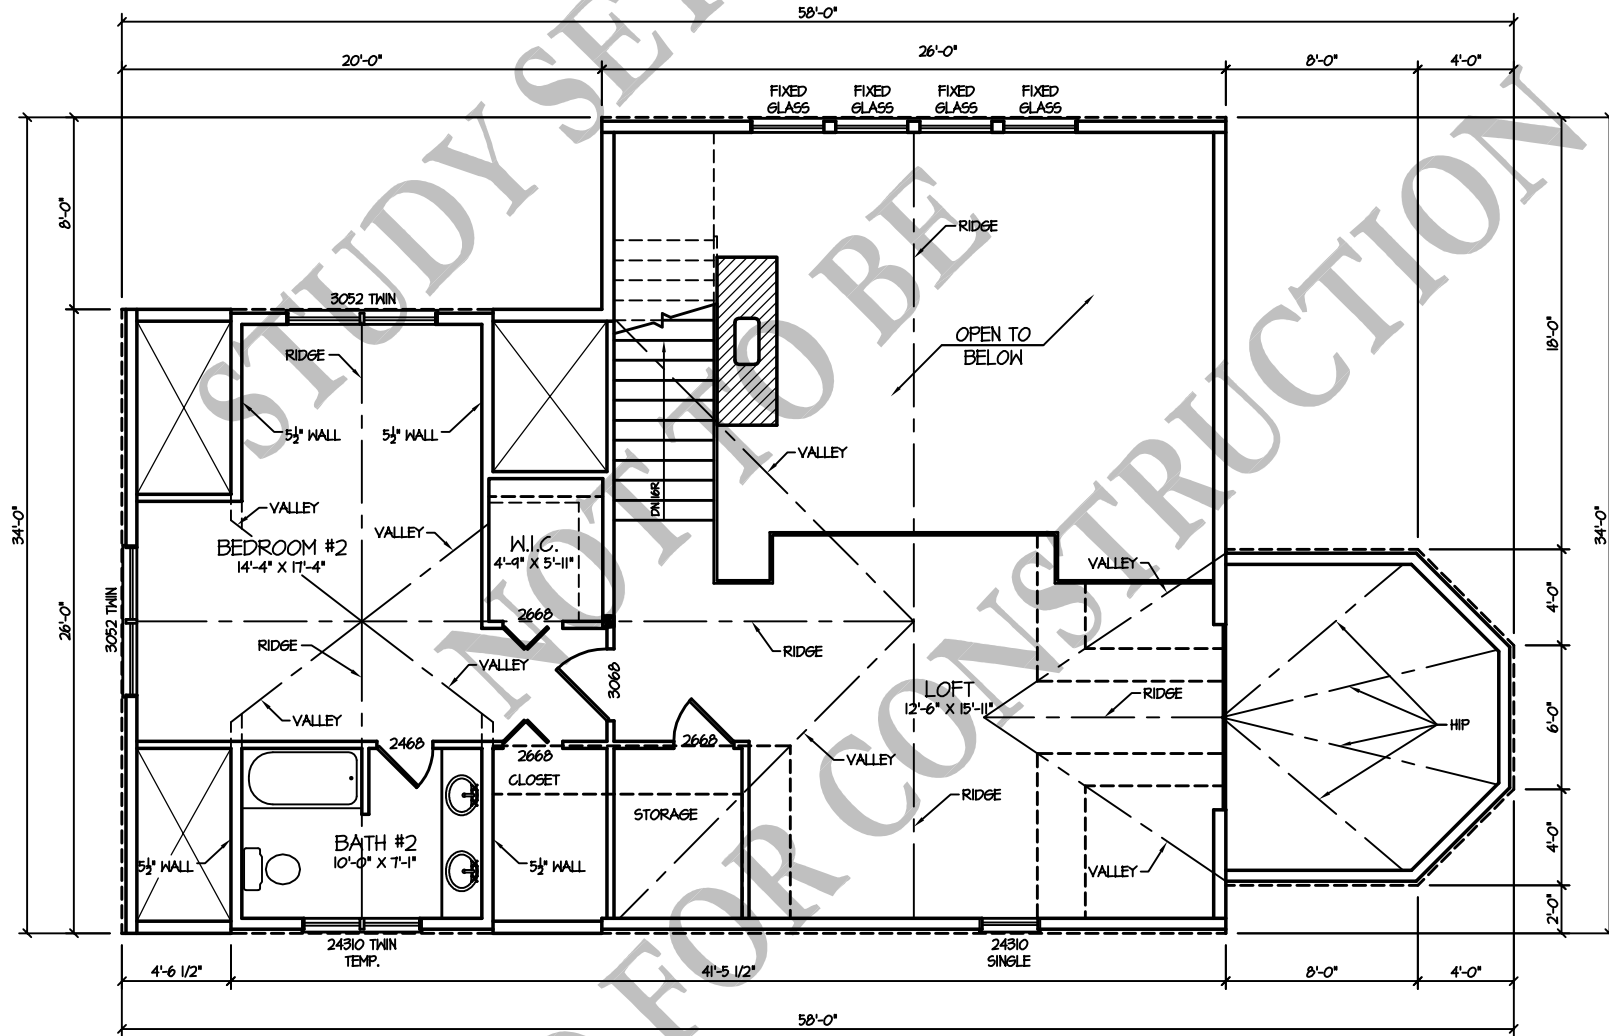 58'-0"
20'-0"
26'-0"
8'-0"
4'-0"
FIXED GLASS
FIXED GLASS
FIXED GLASS
FIXED GLASS
STUDY SET
NOT TO BE
FOR CONSTRUCTION
34'-0"
8'-0"
26'-0"
3052 TWIN
RIDGE
RIDGE
OPEN TO
BELOW
5½" WALL
5½" WALL
VALLEY
DN. 16R
VALLEY
VALLEY
BEDROOM #2
14'-4" X 17'-4"
W.I.C.
4'-9" X 5'-11"
VALLEY
3052 TWIN
2668
RIDGE
RIDGE
VALLEY
3068
LOFT
12'-6" X 15'-11"
RIDGE
VALLEY
HIP
2468
2668
CLOSET
2668
VALLEY
RIDGE
STORAGE
BATH #2
10'-0" X 7'-1"
5½" WALL
5½" WALL
VALLEY
24310 TWIN
TEMP.
24310
SINGLE
18'-0"
4'-0"
6'-0"
4'-0"
2'-0"
34'-0"
4'-6 1/2"
41'-5 1/2"
8'-0"
4'-0"
58'-0"